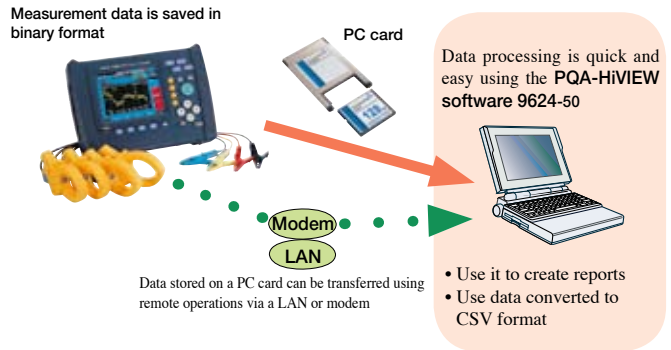 Measurement data is saved in
binary format
PC card
Data processing is quick and
easy using the PQA-HiVIEW
software 9624-50
Modem
LAN
Data stored on a PC card can be transferred using
remote operations via a LAN or modem
• Use it to create reports
• Use data converted to
CSV format